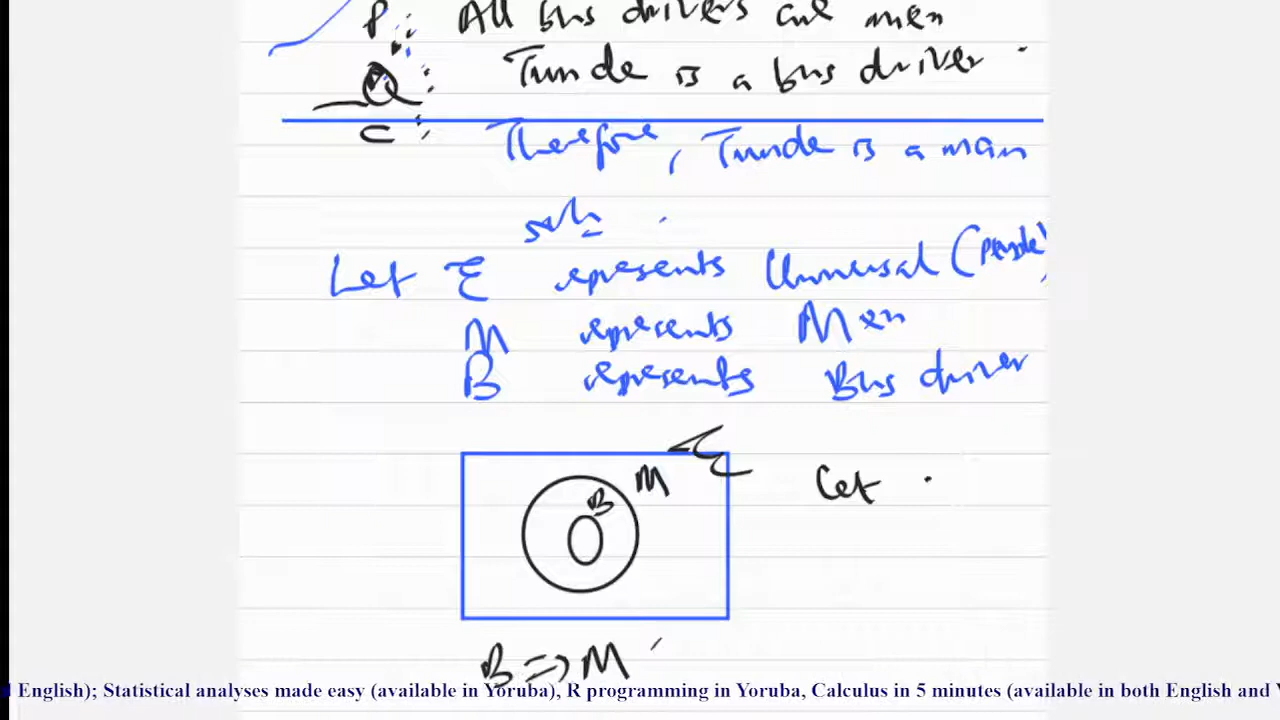 P : All bus drivers are men
Q : Tunde is a bus driver
C : Therefore, Tunde is a man
soln
Let ℰ represents Universal (people)
M represents Men
B represents Bus driver
ℰ
M
B
Let
B ⇒ M
d English); Statistical analyses made easy (available in Yoruba), R programming in Yoruba, Calculus in 5 minutes (available in both English and Y